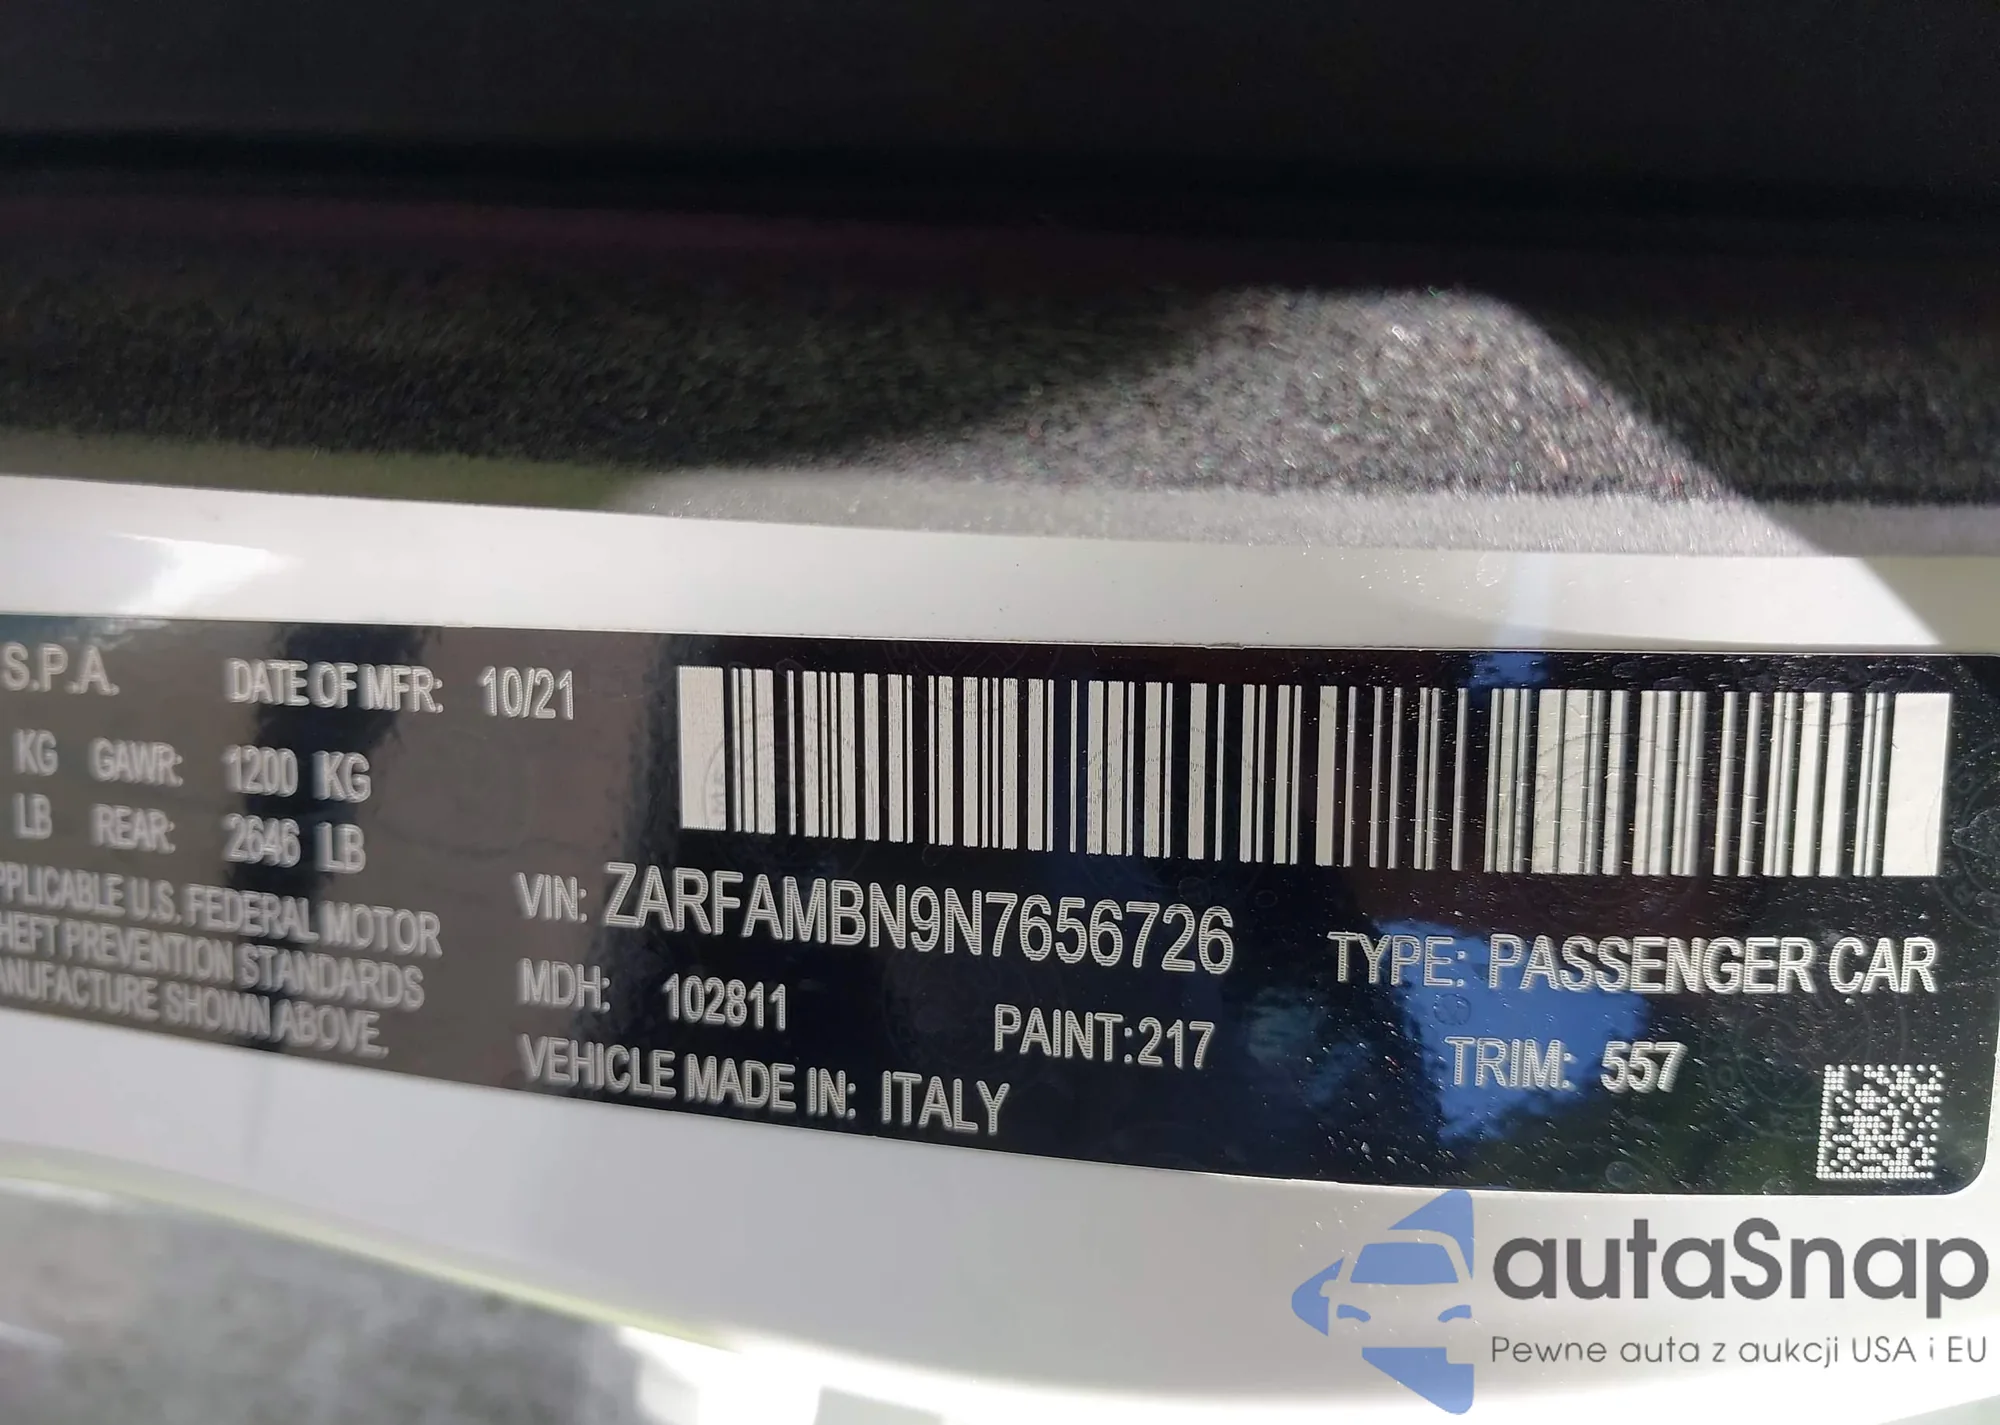 S.P.A. DATE OF MFR: 10/21
KG GAWR: 1200 KG
LB REAR: 2646 LB
PPLICABLE U.S. FEDERAL MOTOR
HEFT PREVENTION STANDARDS
ANUFACTURE SHOWN ABOVE.
VIN: ZARFAMBN9N7656726
TYPE: PASSENGER CAR
MDH: 102811
PAINT:217
TRIM: 557
VEHICLE MADE IN: ITALY
autaSnap
Pewne auta z aukcji USA i EU